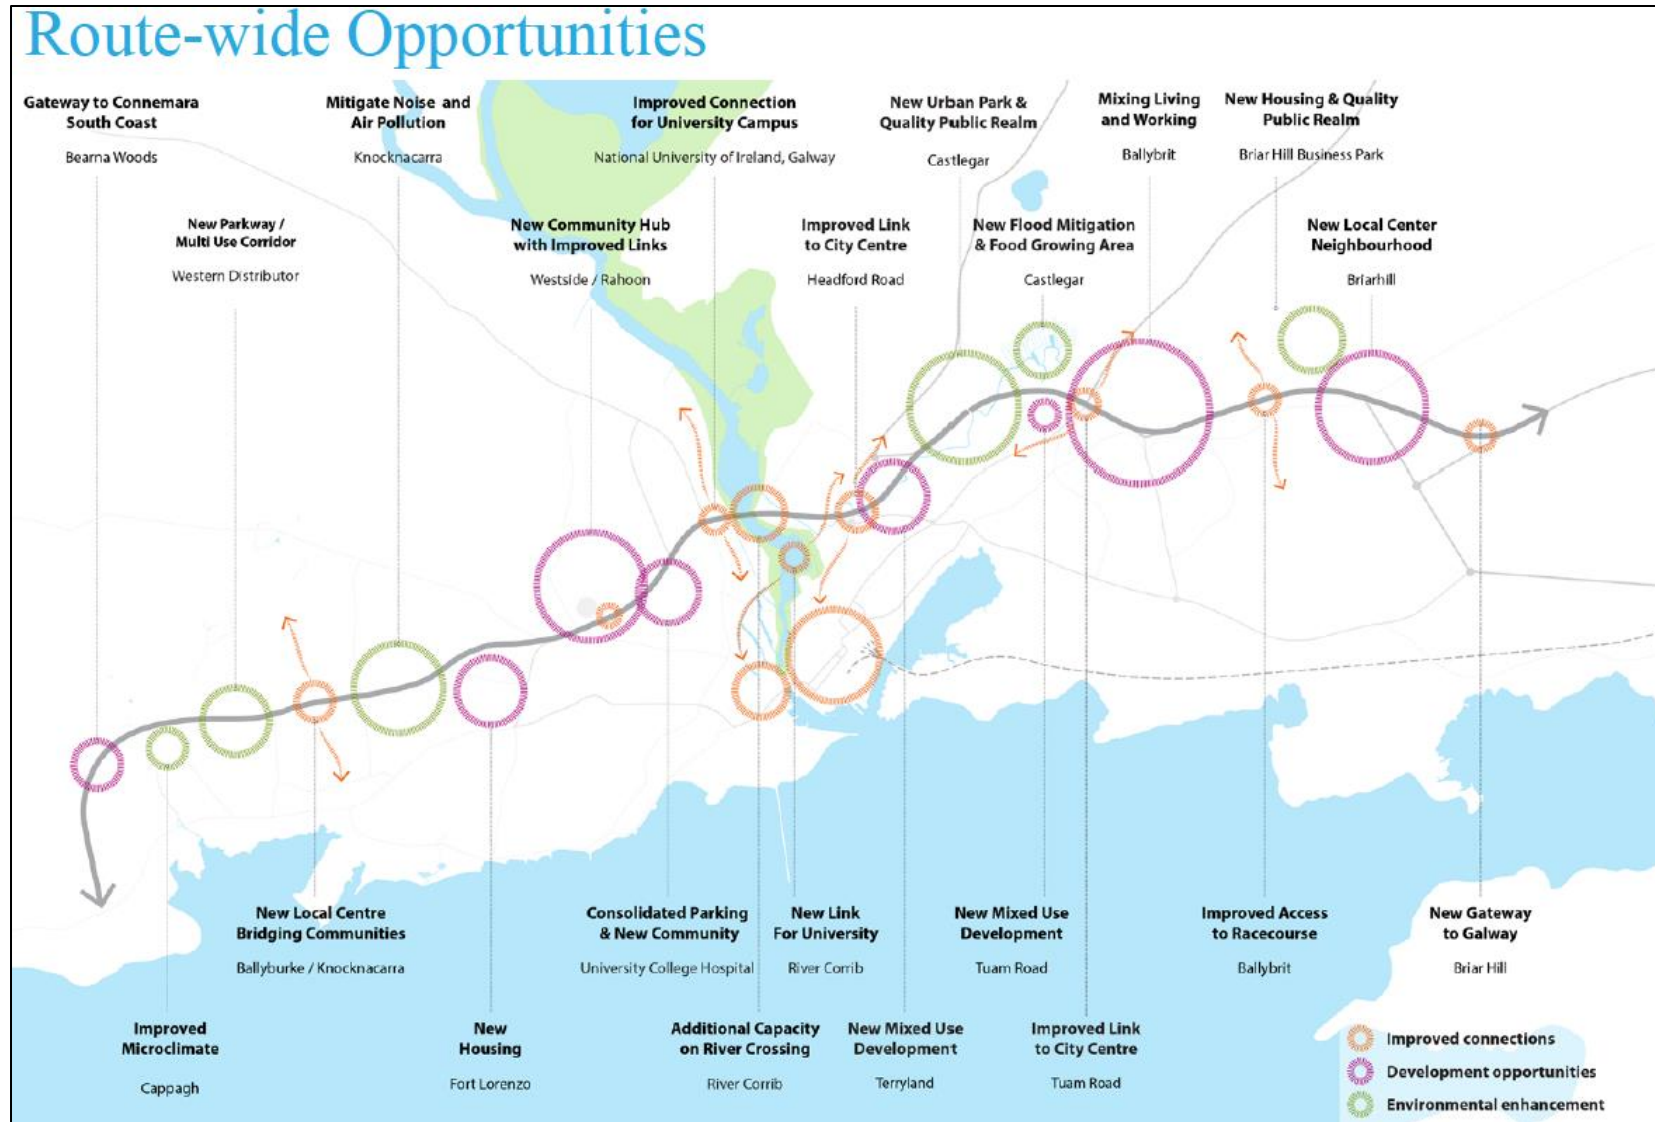 Route-wide Opportunities
Gateway to Connemara
South Coast
Bearna Woods
Mitigate Noise and
Air Pollution
Knocknacarra
Improved Connection
for University Campus
National University of Ireland, Galway
New Urban Park &
Quality Public Realm
Castlegar
Mixing Living
and Working
Ballybrit
New Housing & Quality
Public Realm
Briar Hill Business Park
New Parkway /
Multi Use Corridor
Western Distributor
New Community Hub
with Improved Links
Westside / Rahoon
Improved Link
to City Centre
Headford Road
New Flood Mitigation
& Food Growing Area
Castlegar
New Local Center
Neighbourhood
Briarhill
New Local Centre
Bridging Communities
Ballyburke / Knocknacarra
Consolidated Parking
& New Community
University College Hospital
New Link
For University
River Corrib
New Mixed Use
Development
Tuam Road
Improved Access
to Racecourse
Ballybrit
New Gateway
to Galway
Briar Hill
Improved
Microclimate
Cappagh
New
Housing
Fort Lorenzo
Additional Capacity
on River Crossing
River Corrib
New Mixed Use
Development
Terryland
Improved Link
to City Centre
Tuam Road
Improved connections
Development opportunities
Environmental enhancement